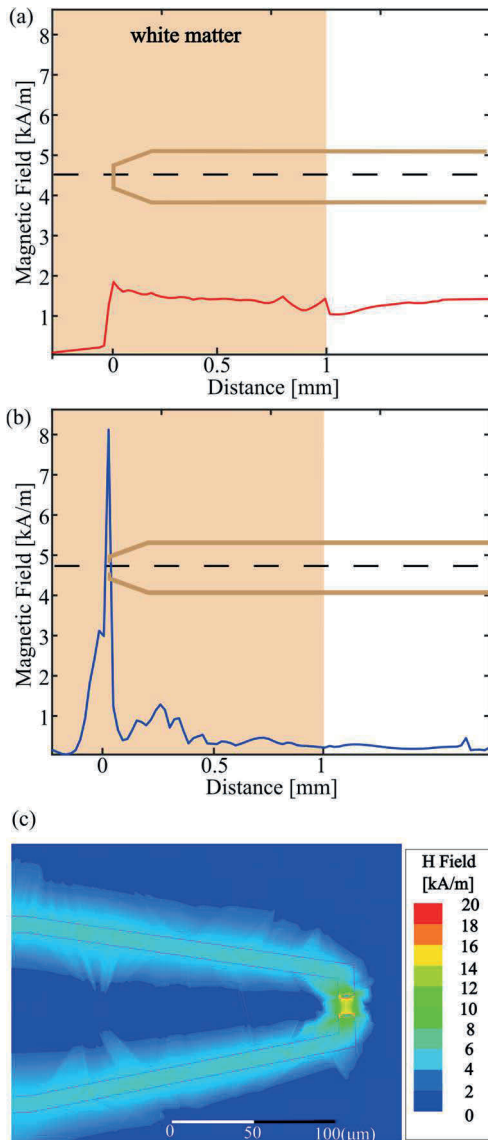 (a)
white matter
Magnetic Field [kA/m]
8
7
6
5
4
3
2
1
0 0.5 1
Distance [mm]
(b)
Magnetic Field [kA/m]
8
7
6
5
4
3
2
1
0 0.5 1
Distance [mm]
(c)
H Field
[kA/m]
20
18
16
14
12
10
8
6
4
2
0
0 50 100(μm)